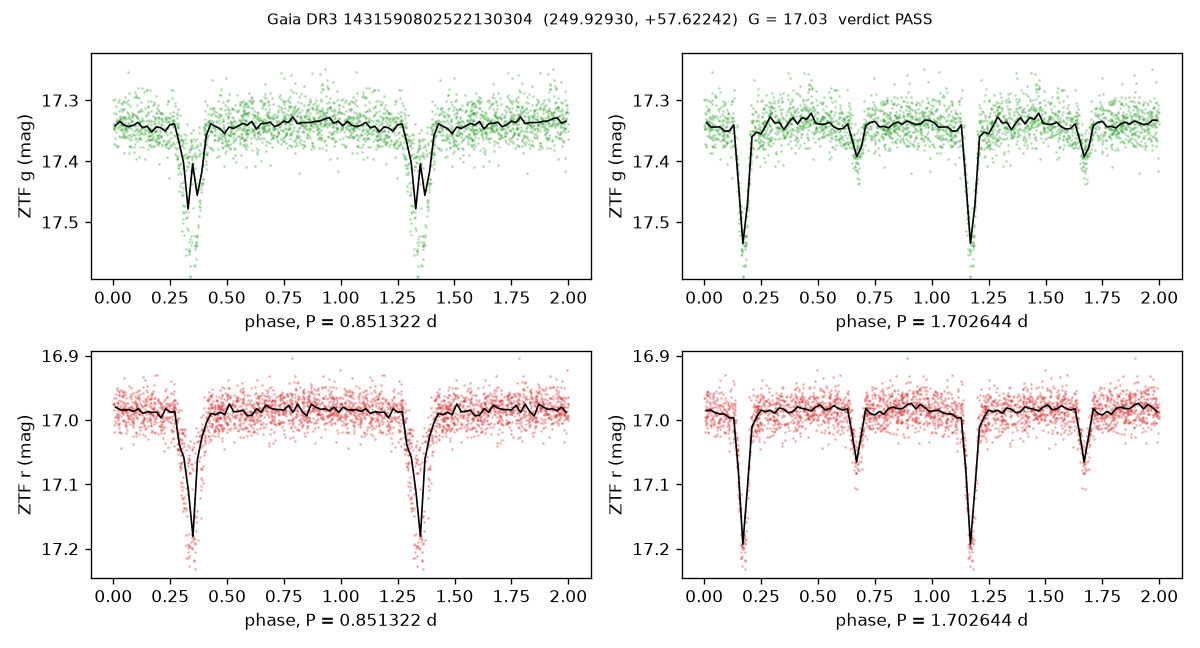 Gaia DR3 1431590802522130304  (249.92930, +57.62242)  G = 17.03  verdict PASS
ZTF g (mag)
17.3
17.4
17.5
0.00 0.25 0.50 0.75 1.00 1.25 1.50 1.75 2.00
phase, P = 0.851322 d
ZTF g (mag)
17.3
17.4
17.5
0.00 0.25 0.50 0.75 1.00 1.25 1.50 1.75 2.00
phase, P = 1.702644 d
ZTF r (mag)
16.9
17.0
17.1
17.2
0.00 0.25 0.50 0.75 1.00 1.25 1.50 1.75 2.00
phase, P = 0.851322 d
ZTF r (mag)
16.9
17.0
17.1
17.2
0.00 0.25 0.50 0.75 1.00 1.25 1.50 1.75 2.00
phase, P = 1.702644 d